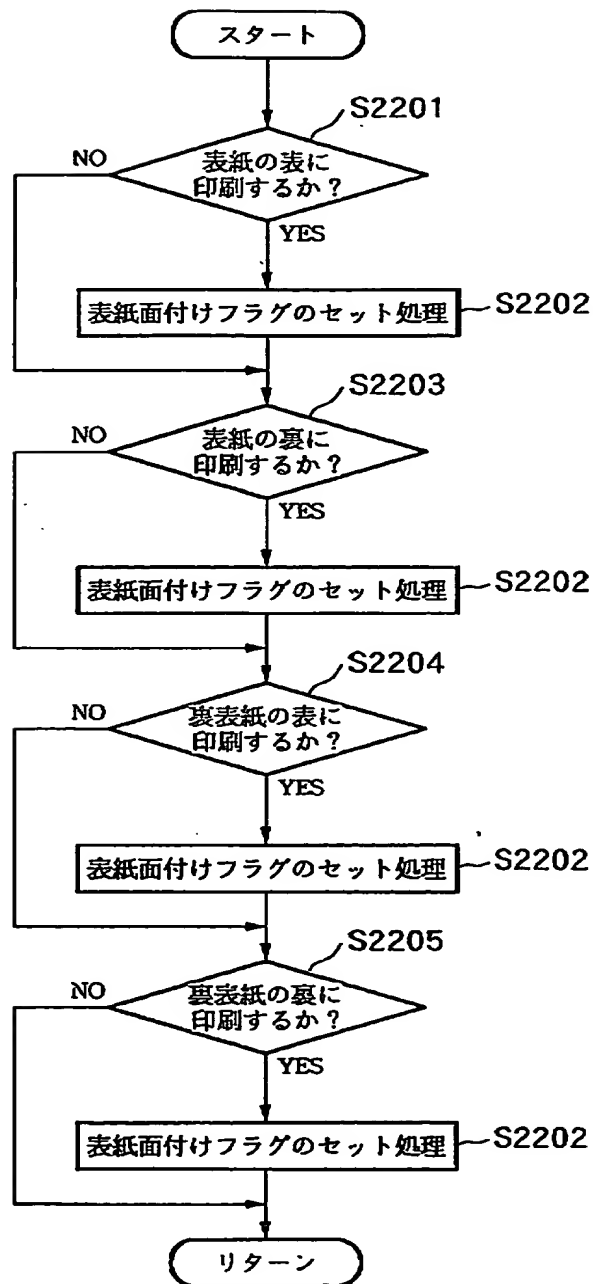 スタート
S2201
NO
表紙の表に
印刷するか？
YES
表紙面付けフラグのセット処理
S2202
S2203
NO
表紙の裏に
印刷するか？
YES
表紙面付けフラグのセット処理
S2202
S2204
NO
裏表紙の表に
印刷するか？
YES
表紙面付けフラグのセット処理
S2202
S2205
NO
裏表紙の裏に
印刷するか？
YES
表紙面付けフラグのセット処理
S2202
リターン